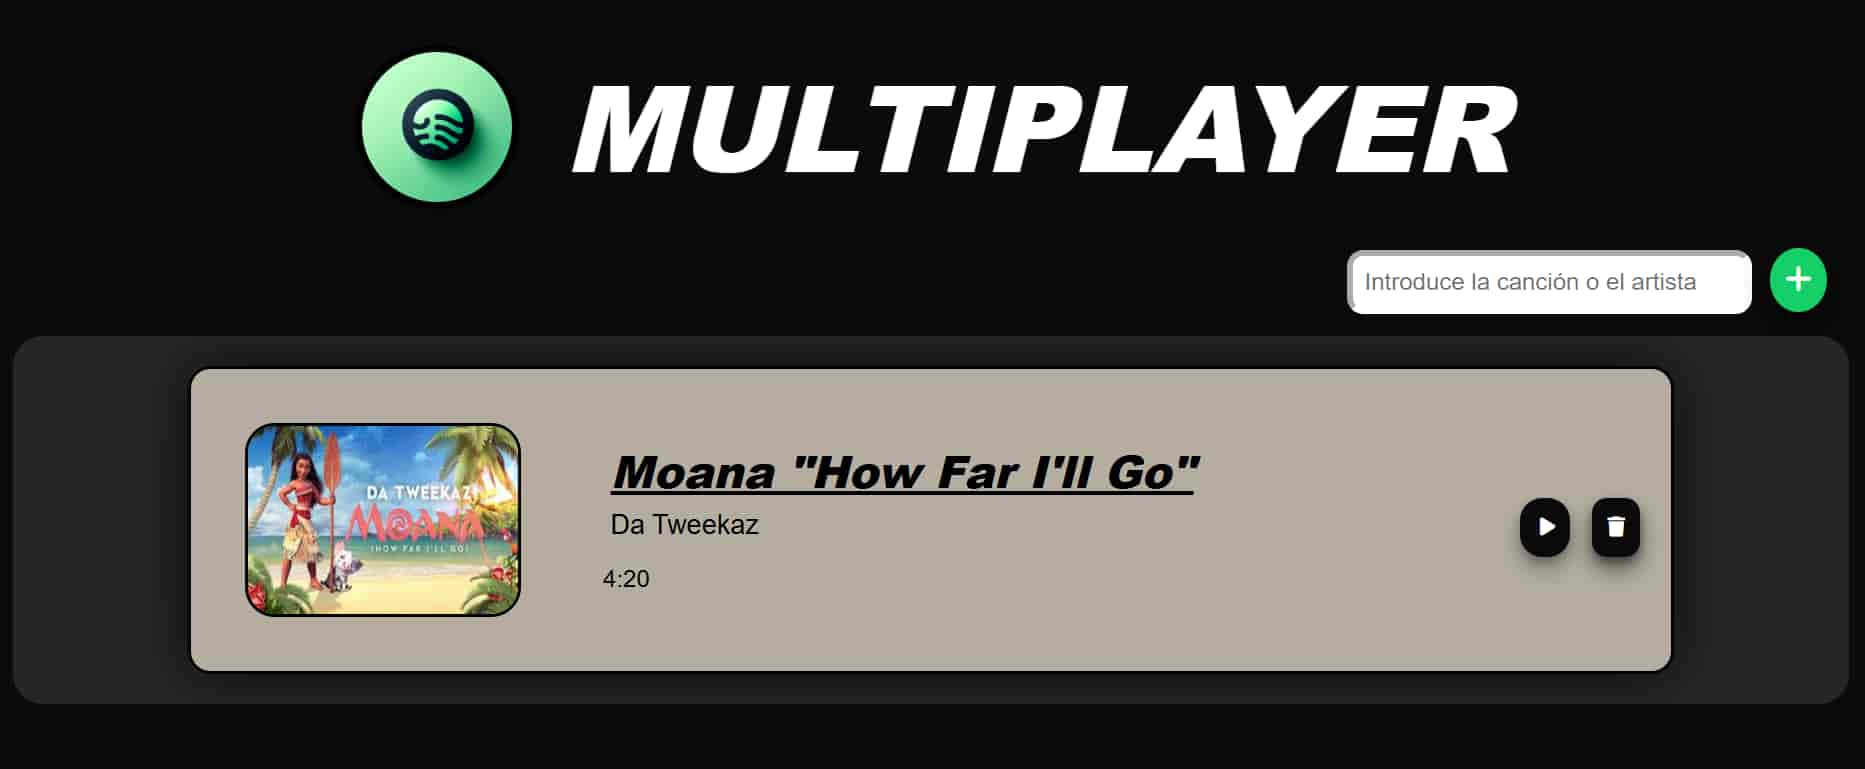 MULTIPLAYER
Introduce la canción o el artista
DA TWEEKAZ
MOANA
(HOW FAR I'LL GO)
Moana "How Far I'll Go"
Da Tweekaz
4:20